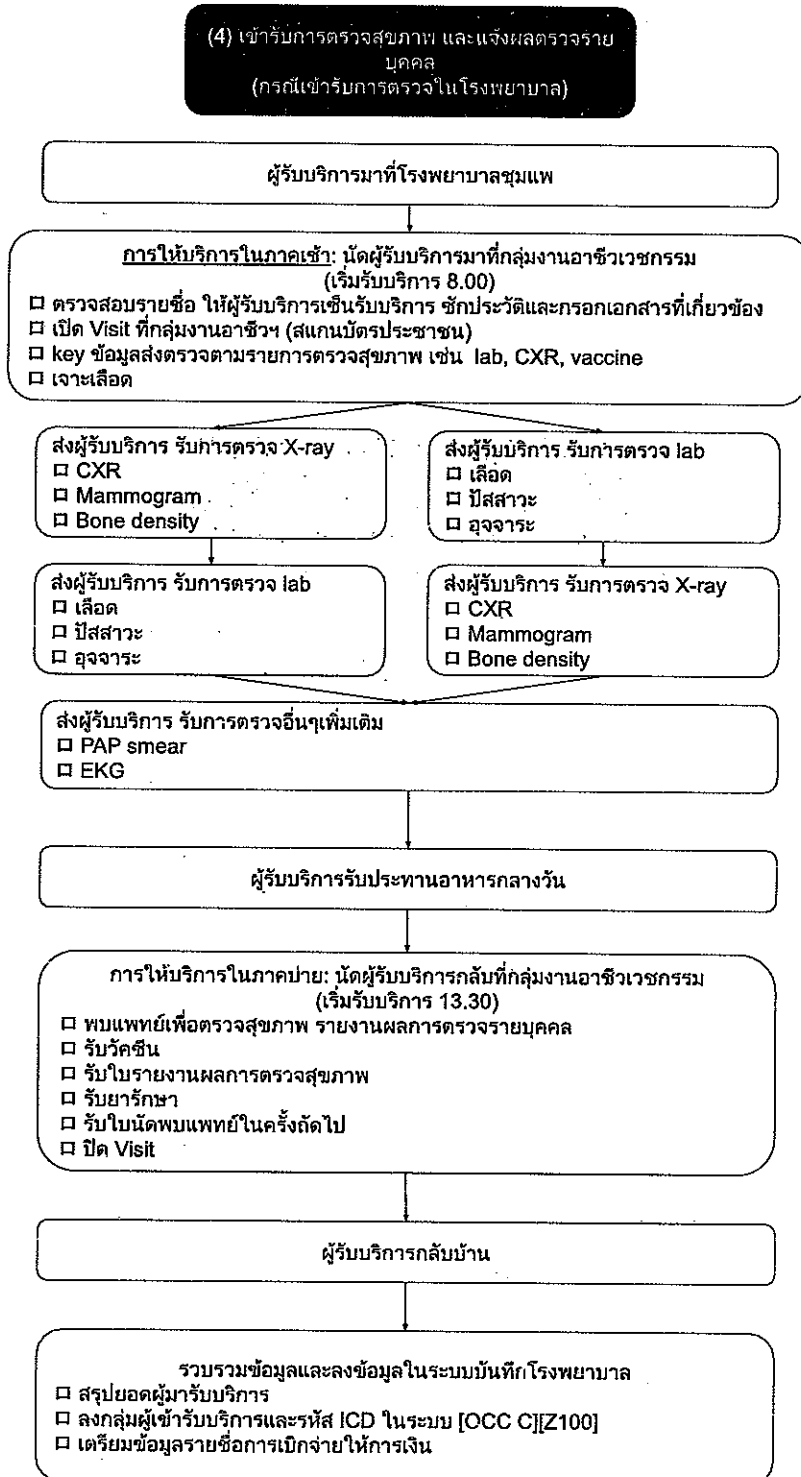 (4) เข้ารับการตรวจสุขภาพ และแจ้งผลตรวจราย
บุคคล
(กรณีเข้ารับการตรวจในโรงพยาบาล)
ผู้รับบริการมาที่โรงพยาบาลชุมแพ
การให้บริการในภาคเช้า: นัดผู้รับบริการมาที่กลุ่มงานอาชีวเวชกรรม
(เริ่มรับบริการ 8.00)
□ ตรวจสอบรายชื่อ ให้ผู้รับบริการเซ็นรับบริการ ซักประวัติและกรอกเอกสารที่เกี่ยวข้อง
□ เปิด Visit ที่กลุ่มงานอาชีวฯ (สแกนบัตรประชาชน)
□ key ข้อมูลส่งตรวจตามรายการตรวจสุขภาพ เช่น lab, CXR, vaccine
□ เจาะเลือด
ส่งผู้รับบริการ รับการตรวจ X-ray
□ CXR
□ Mammogram
□ Bone density
ส่งผู้รับบริการ รับการตรวจ lab
□ เลือด
□ ปัสสาวะ
□ อุจจาระ
ส่งผู้รับบริการ รับการตรวจ lab
□ เลือด
□ ปัสสาวะ
□ อุจจาระ
ส่งผู้รับบริการ รับการตรวจ X-ray
□ CXR
□ Mammogram
□ Bone density
ส่งผู้รับบริการ รับการตรวจอื่นๆเพิ่มเติม
□ PAP smear
□ EKG
ผู้รับบริการรับประทานอาหารกลางวัน
การให้บริการในภาคบ่าย: นัดผู้รับบริการกลับที่กลุ่มงานอาชีวเวชกรรม
(เริ่มรับบริการ 13.30)
□ พบแพทย์เพื่อตรวจสุขภาพ รายงานผลการตรวจรายบุคคล
□ รับวัคซีน
□ รับใบรายงานผลการตรวจสุขภาพ
□ รับยารักษา
□ รับใบนัดพบแพทย์ในครั้งถัดไป
□ ปิด Visit
ผู้รับบริการกลับบ้าน
รวบรวมข้อมูลและลงข้อมูลในระบบบันทึกโรงพยาบาล
□ สรุปยอดผู้มารับบริการ
□ ลงกลุ่มผู้เข้ารับบริการและรหัส ICD ในระบบ [OCC C][Z100]
□ เตรียมข้อมูลรายชื่อการเบิกจ่ายให้การเงิน